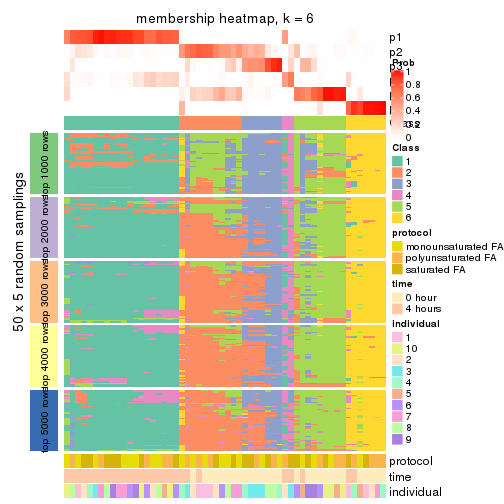 membership heatmap, k = 6
p1
p2
p3
Prob
1
0.8
0.6
0.4
0.2
0
Class
1
2
3
4
5
6
protocol
monounsaturated FA
polyunsaturated FA
saturated FA
time
0 hour
4 hours
individual
1
10
2
3
4
5
6
7
8
9
50 x 5 random samplings
top 1000 rows
top 2000 rows
top 3000 rows
top 4000 rows
top 5000 rows
protocol
time
individual